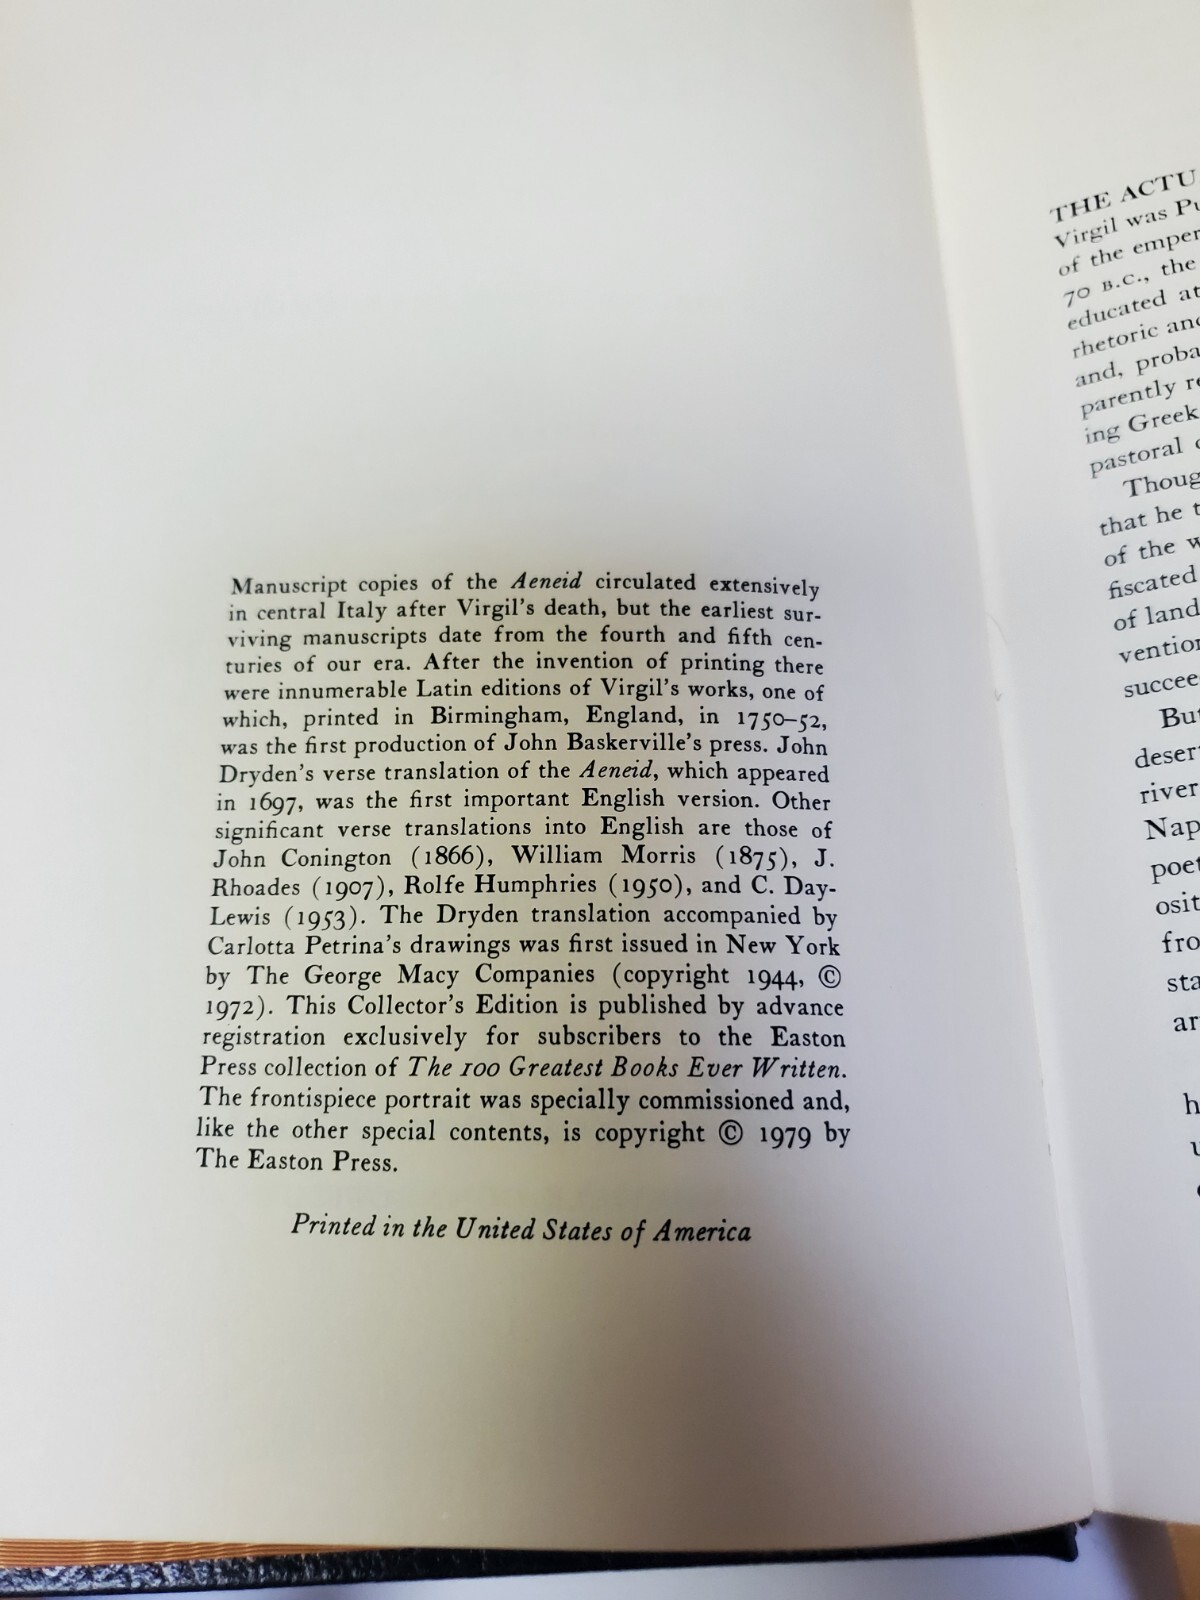 Manuscript copies of the Aeneid circulated extensively
in central Italy after Virgil's death, but the earliest sur-
viving manuscripts date from the fourth and fifth cen-
turies of our era. After the invention of printing there
were innumerable Latin editions of Virgil's works, one of
which, printed in Birmingham, England, in 1750–52,
was the first production of John Baskerville's press. John
Dryden's verse translation of the Aeneid, which appeared
in 1697, was the first important English version. Other
significant verse translations into English are those of
John Conington (1866), William Morris (1875), J.
Rhoades (1907), Rolfe Humphries (1950), and C. Day-
Lewis (1953). The Dryden translation accompanied by
Carlotta Petrina's drawings was first issued in New York
by The George Macy Companies (copyright 1944, ©
1972). This Collector's Edition is published by advance
registration exclusively for subscribers to the Easton
Press collection of The 100 Greatest Books Ever Written.
The frontispiece portrait was specially commissioned and,
like the other special contents, is copyright © 1979 by
The Easton Press.
Printed in the United States of America
THE ACTU
Virgil was Pu
of the emper
70 B.C., the
educated at
rhetoric and
and, proba
parently re
ing Greek
pastoral
Thoug
that he t
of the w
fiscated
of land
vention
succee
But
desert
river
Nap
poet
osit
fro
sta
ar
h